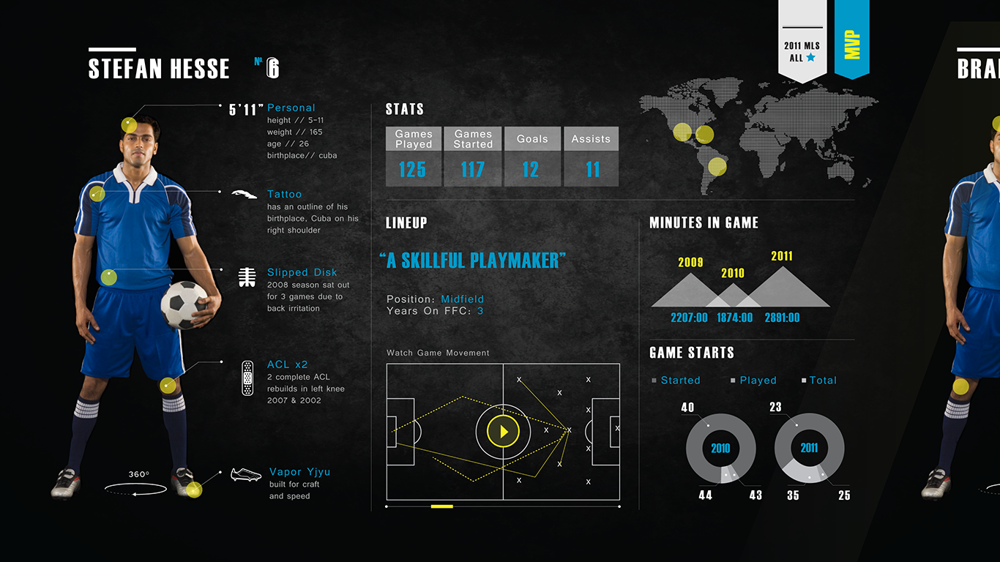 2011 MLS
ALL
MVP
STEFAN HESSE
No. 6
BRA
5'11"
Personal
height // 5-11
weight // 165
age // 26
birthplace// cuba
Tattoo
has an outline of his
birthplace, Cuba on his
right shoulder
Slipped Disk
2008 season sat out
for 3 games due to
back irritation
ACL x2
2 complete ACL
rebuilds in left knee
2007 & 2002
Vapor Yjyu
built for craft
and speed
360°
STATS
Games Played
Games Started
Goals
Assists
125
117
12
11
LINEUP
“A SKILLFUL PLAYMAKER”
Position: Midfield
Years On FFC: 3
Watch Game Movement
x
x
x
x
x
x
x
x
x
x
x
MINUTES IN GAME
2009
2010
2011
2207:00
1874:00
2891:00
GAME STARTS
Started
Played
Total
40
2010
44
43
23
2011
35
25